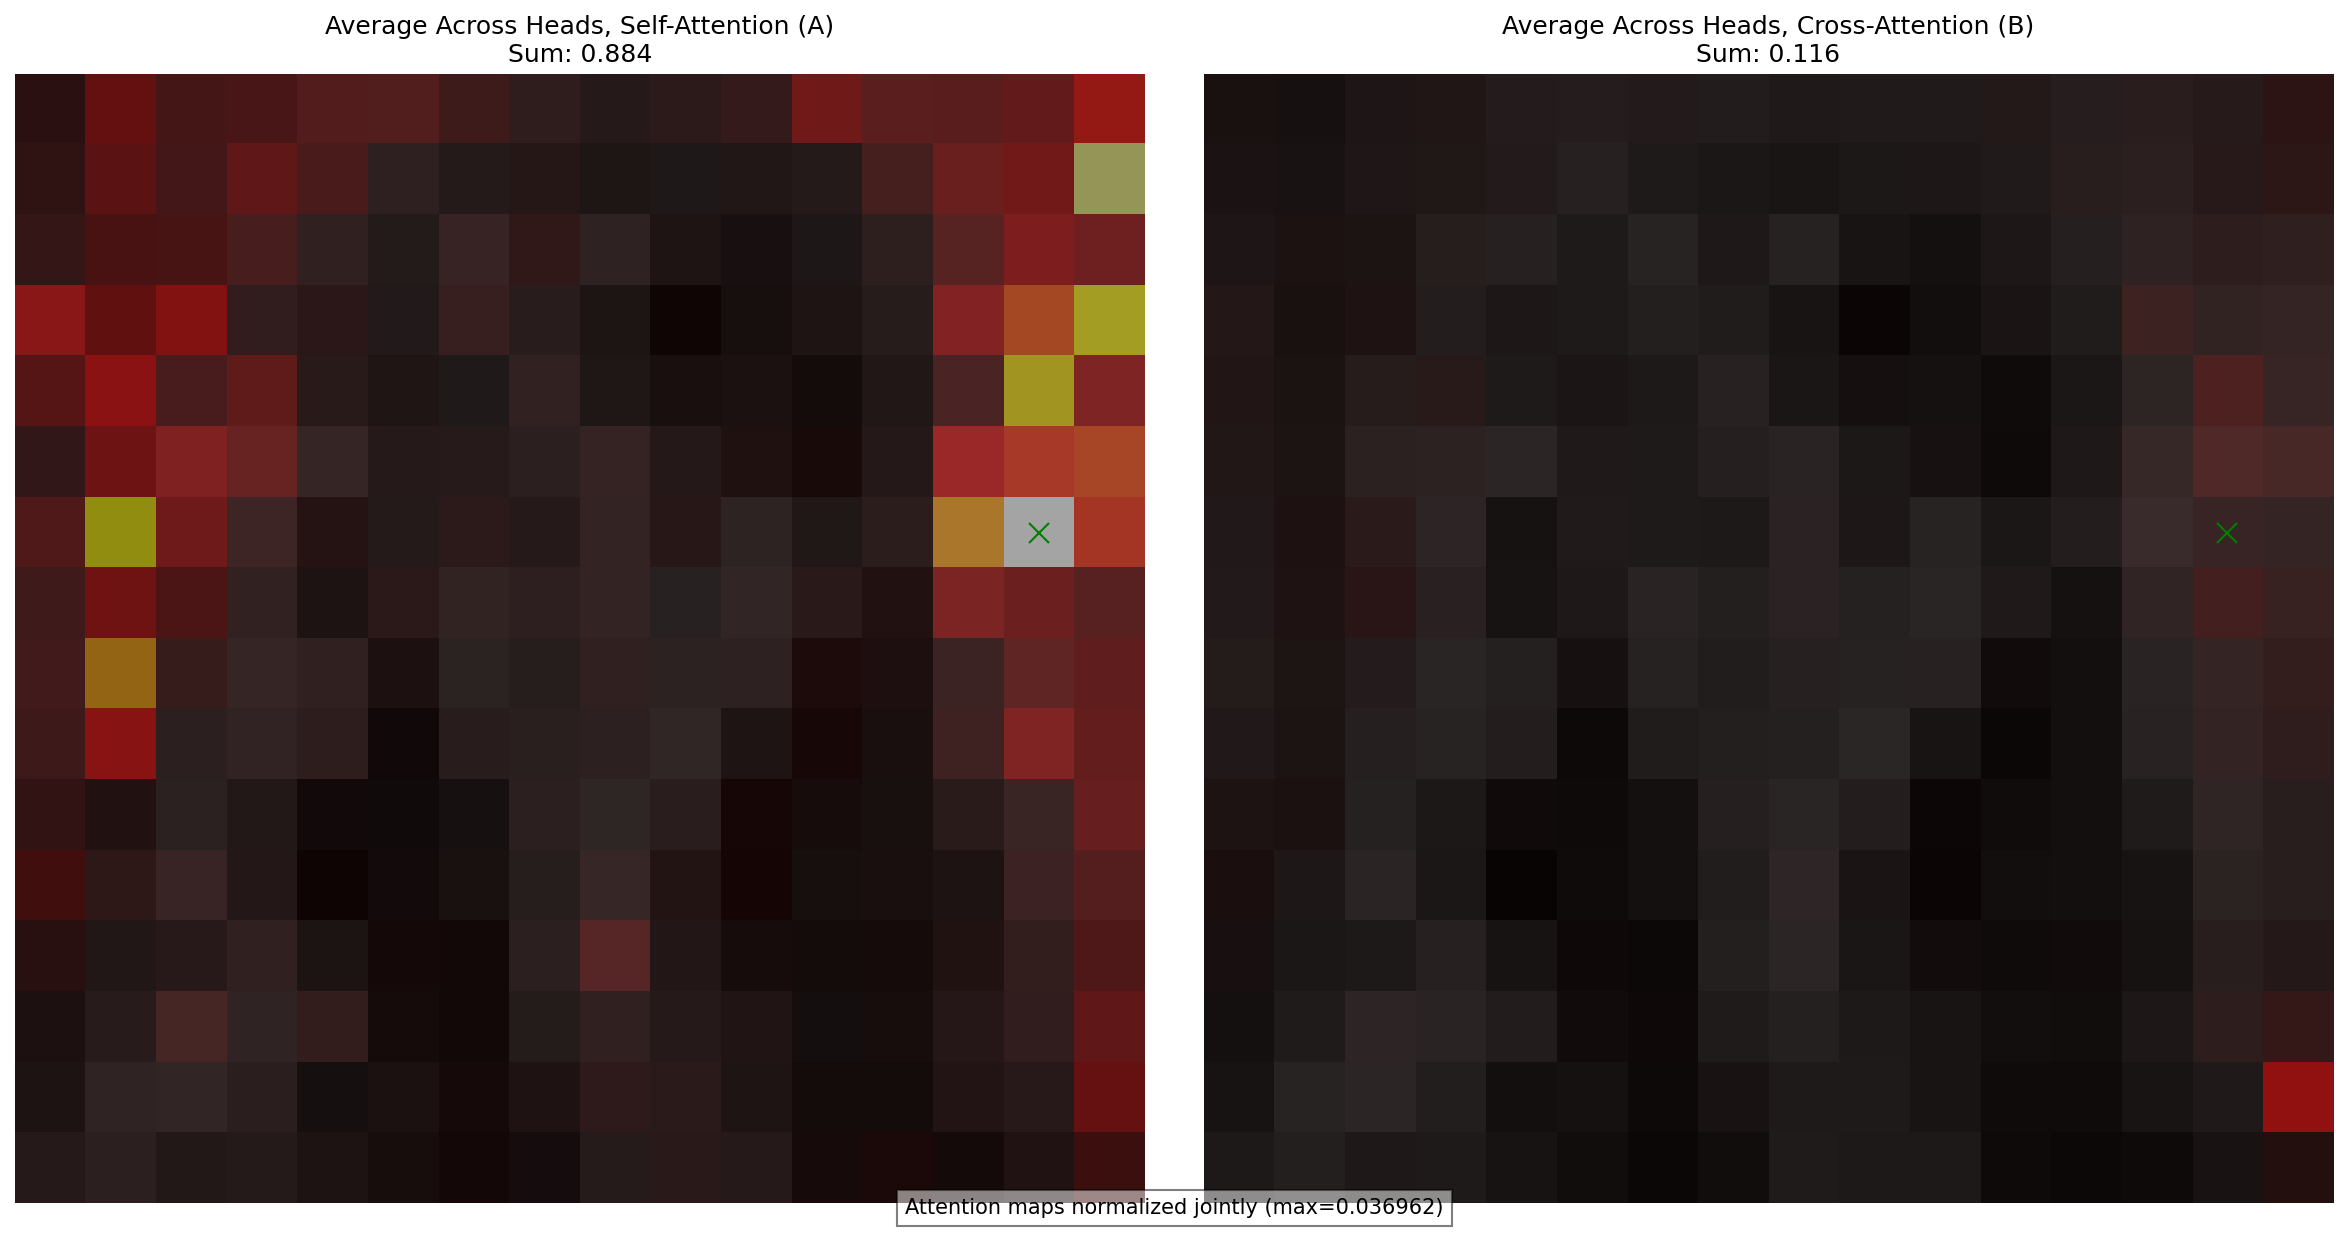 Average Across Heads, Self-Attention (A)
Sum: 0.884
Average Across Heads, Cross-Attention (B)
Sum: 0.116
Attention maps normalized jointly (max=0.036962)